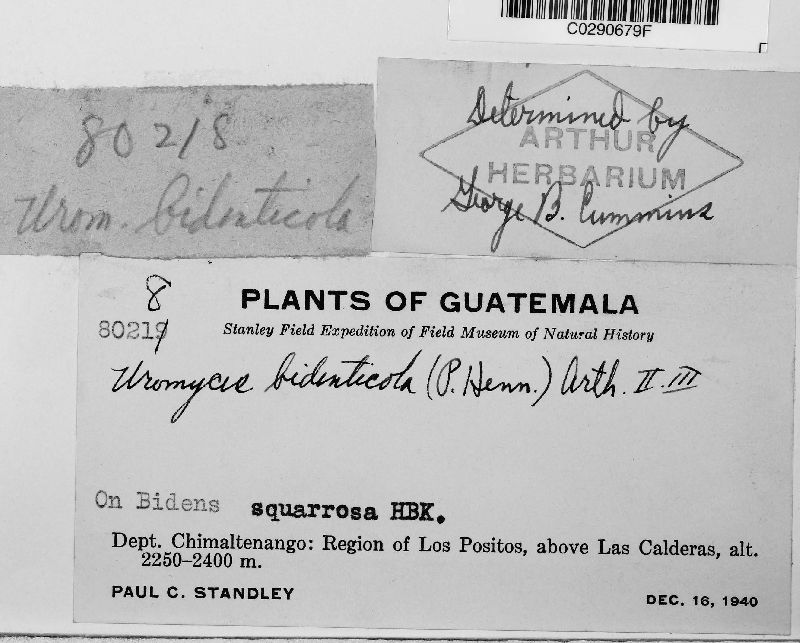 C0290679F
80218
Urom. bidenticola
Determined by
ARTHUR
HERBARIUM
George B. Cummins
8
PLANTS OF GUATEMALA
80219
Stanley Field Expedition of Field Museum of Natural History
Uromyces bidenticola (P. Henn.) Arth. II. III
On Bidens squarrosa HBK.
Dept. Chimaltenango: Region of Los Positos, above Las Calderas, alt.
2250–2400 m.
PAUL C. STANDLEY
DEC. 16, 1940